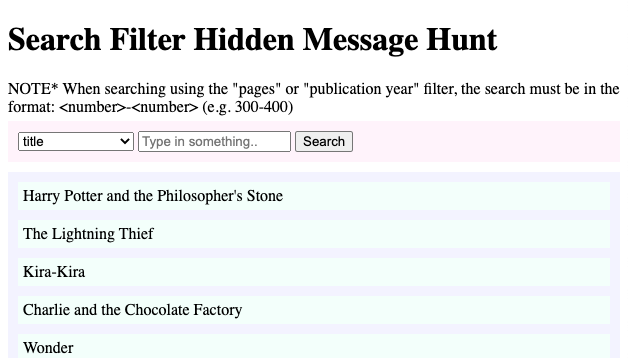 Search Filter Hidden Message Hunt
NOTE* When searching using the "pages" or "publication year" filter, the search must be in the
format: <number>-<number> (e.g. 300-400)
title Type in something.. Search
Harry Potter and the Philosopher's Stone
The Lightning Thief
Kira-Kira
Charlie and the Chocolate Factory
Wonder